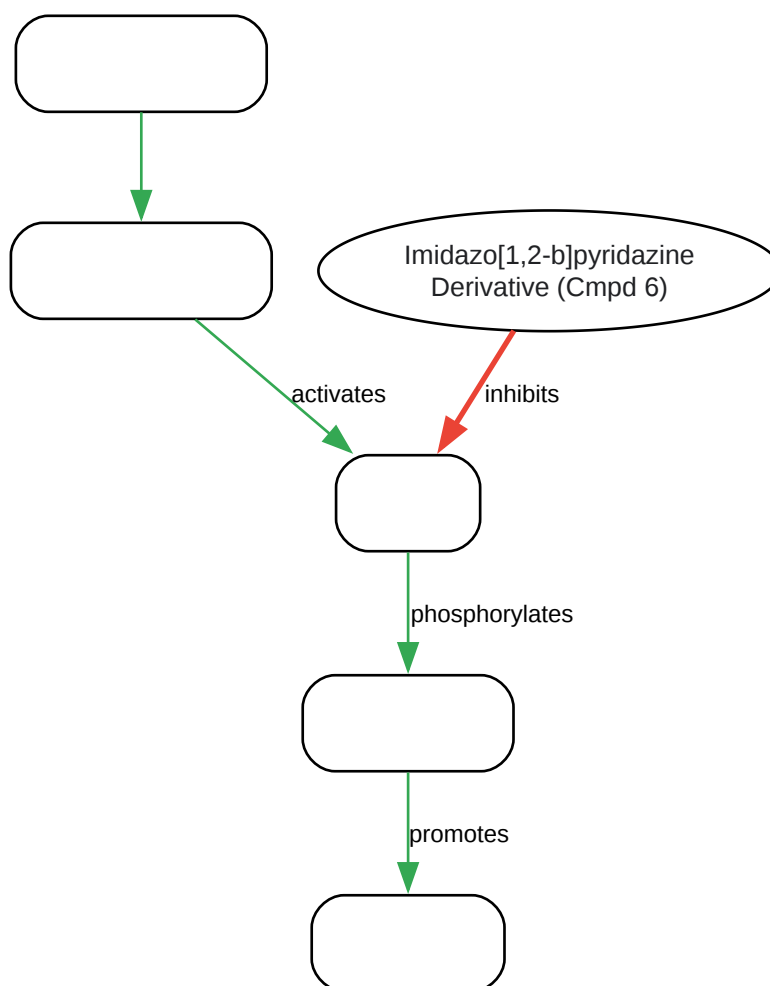 Imidazo[1,2-b]pyridazine
Derivative (Cmpd 6)
activates
inhibits
phosphorylates
promotes